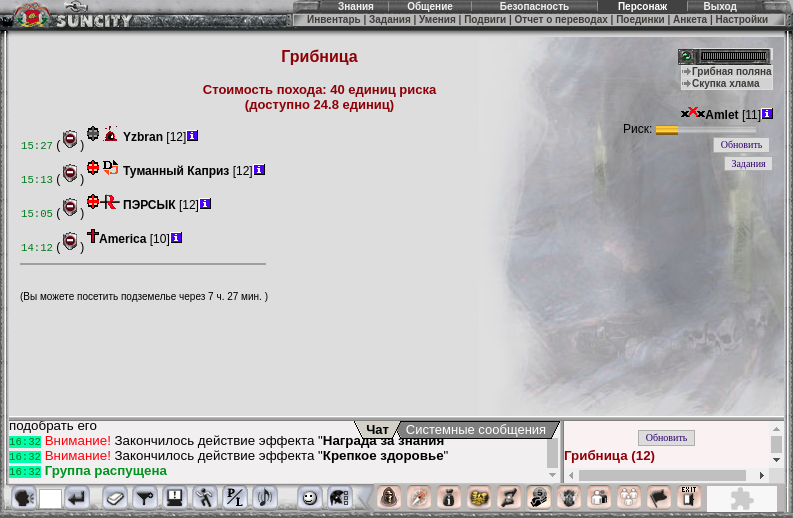 SUNCITY
Знания Общение Безопасность Персонаж Выход
Инвентарь | Задания | Умения | Подвиги | Отчет о переводах | Поединки | Анкета | Настройки
Грибница
Стоимость похода: 40 единиц риска
(доступно 24.8 единиц)
Грибная поляна
Скупка хлама
Amlet [11]
Риск:
Обновить
Задания
15:27 ( ) Yzbran [12]
15:13 ( ) Туманный Каприз [12]
15:05 ( ) ПЭРСЫК [12]
14:12 ( ) America [10]
(Вы можете посетить подземелье через 7 ч. 27 мин. )
Чат Системные сообщения
подобрать его
16:32 Внимание! Закончилось действие эффекта "Награда за знания"
16:32 Внимание! Закончилось действие эффекта "Крепкое здоровье"
16:32 Группа распущена
Обновить
Грибница (12)
P/L
EXIT